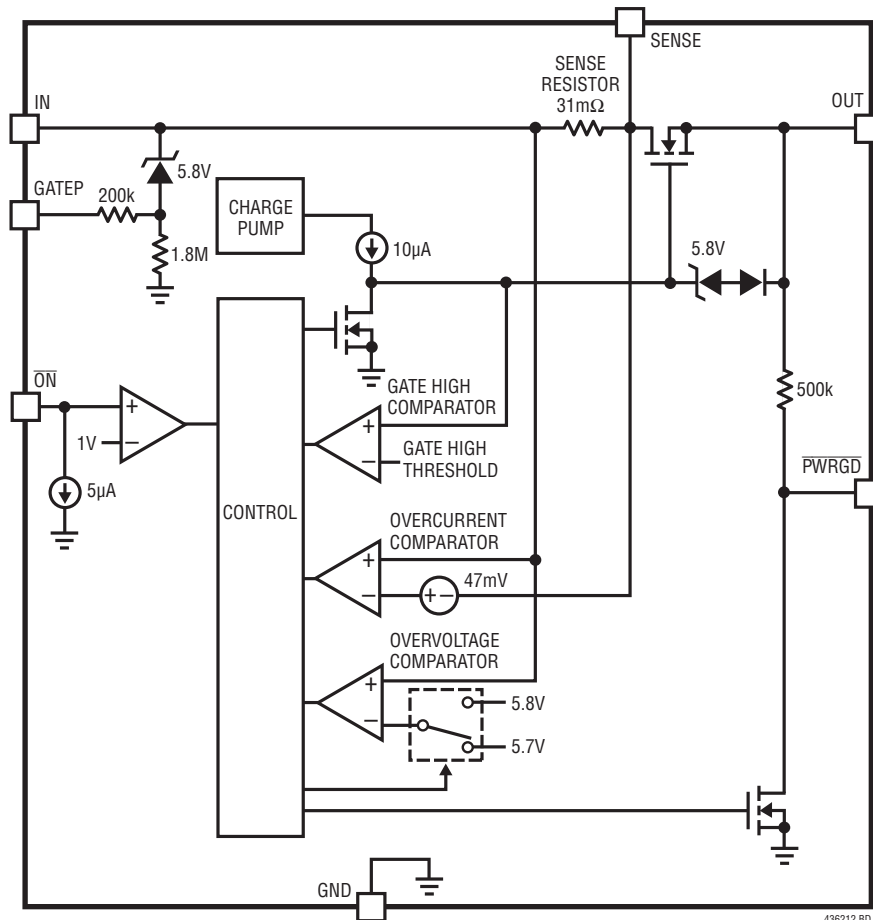 SENSE
SENSE
RESISTOR
31mΩ
IN
OUT
5.8V
GATEP
200k
1.8M
CHARGE
PUMP
10µA
5.8V
ON
1V
5µA
CONTROL
GATE HIGH
COMPARATOR
+
−
GATE HIGH
THRESHOLD
500k
PWRGD
OVERCURRENT
COMPARATOR
+
−
+ −
47mV
OVERVOLTAGE
COMPARATOR
+
−
5.8V
5.7V
+
−
GND
436212 BD